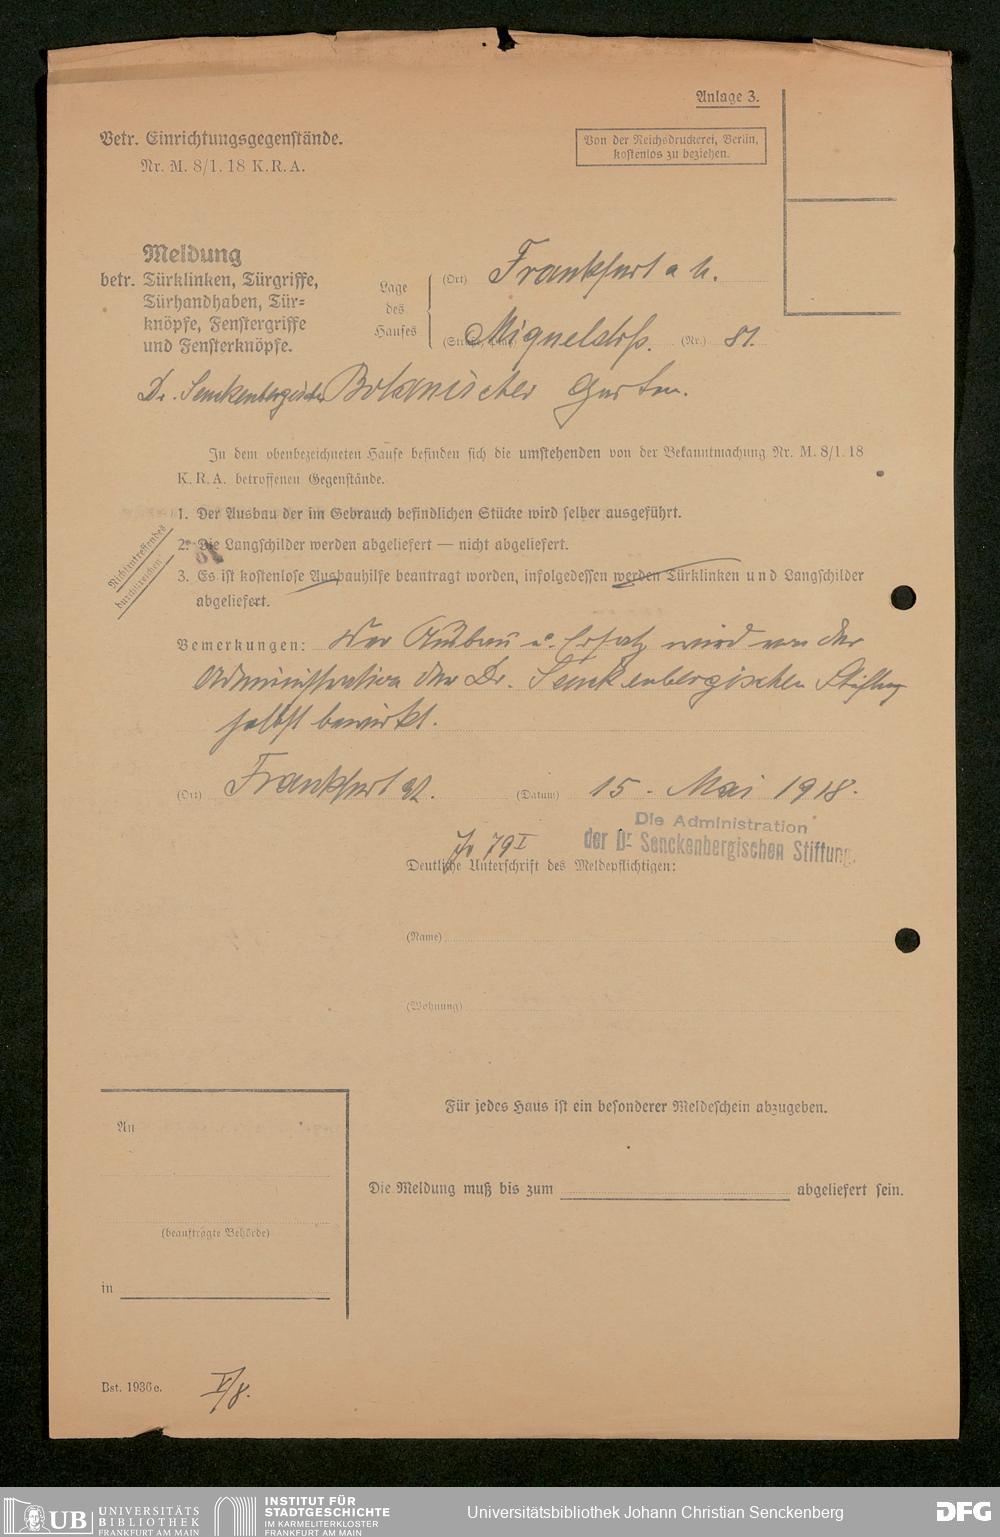 Anlage 3.
Betr. Einrichtungsgegenstände.
Nr. M. 8/1. 18 K. R. A.
Von der Reichsdruckerei, Berlin,
kostenlos zu beziehen.
Meldung
betr. Türklinken, Türgriffe,
Türhandhaben, Tür=
knöpfe, Fenstergriffe
und Fensterknöpfe.
Lage
des
Hauses
(Ort) Frankfurt a M.
(Straße, Platz) Miquelstrß. (Nr.) 81.
Dr. Senckenbergischer Botanischer Garten.
In dem obenbezeichneten Hause befinden sich die umstehenden von der Bekanntmachung Nr. M. 8/1. 18
K. R. A. betroffenen Gegenstände.
Nichtzutreffendes
durchstreichen
1. Der Ausbau der im Gebrauch befindlichen Stücke wird selber ausgeführt.
2. Die Langschilder werden abgeliefert — nicht abgeliefert.
3. Es ist kostenlose Ausbauhilfe beantragt worden, infolgedessen werden Türklinken und Langschilder
abgeliefert.
Bemerkungen: Der Ausbau u. Ersatz wird von der
Administration der Dr. Senckenbergischen Stiftung
selbst bewirkt.
(Ort) Frankfurt (Datum) 15. Mai 1918.
Die Administration
der Dr. Senckenbergischen Stiftung.
79 I
Deutliche Unterschrift des Meldepflichtigen:
(Name)
(Wohnung)
Für jedes Haus ist ein besonderer Meldeschein abzugeben.
An
Die Meldung muß bis zum abgeliefert sein.
(beauftragte Behörde)
in
Bst. 1936e.
V/8.
UB UNIVERSITÄTS
BIBLIOTHEK
FRANKFURT AM MAIN
INSTITUT FÜR
STADTGESCHICHTE
IM KARMELITERKLOSTER
FRANKFURT AM MAIN
Universitätsbibliothek Johann Christian Senckenberg
DFG